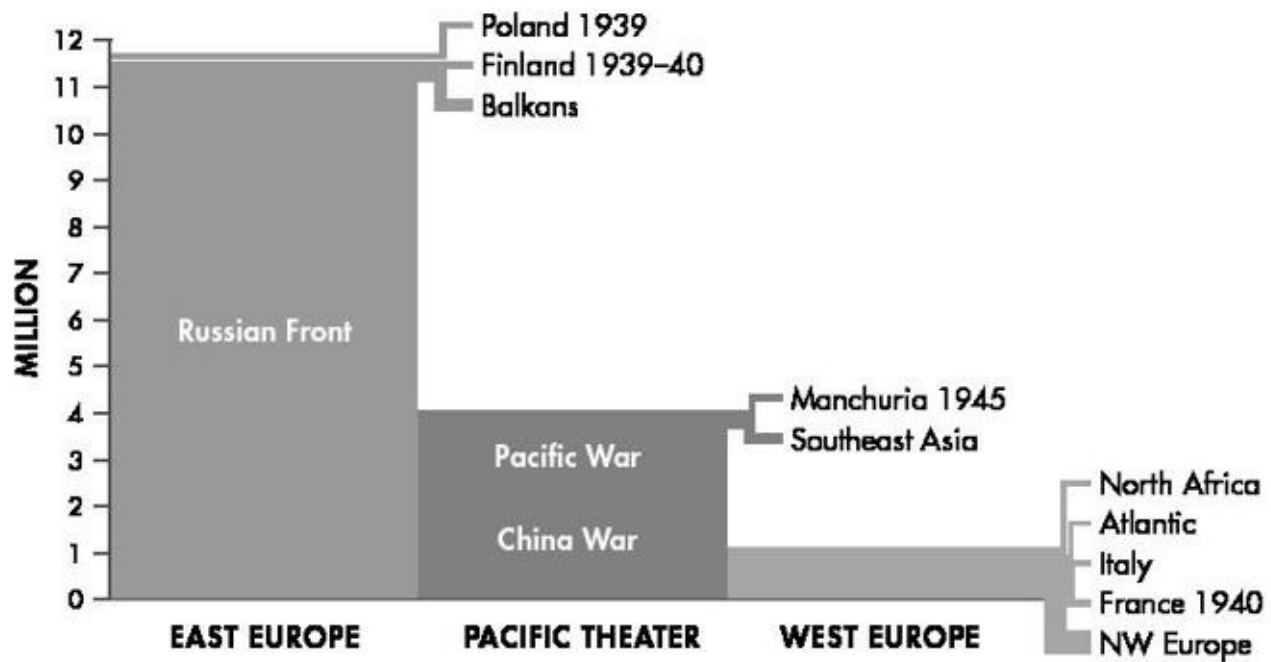 Poland 1939
Finland 1939–40
Balkans
12
11
10
9
8
7
6
5
4
3
2
1
0
MILLION
Russian Front
Pacific War
China War
Manchuria 1945
Southeast Asia
North Africa
Atlantic
Italy
France 1940
NW Europe
EAST EUROPE
PACIFIC THEATER
WEST EUROPE